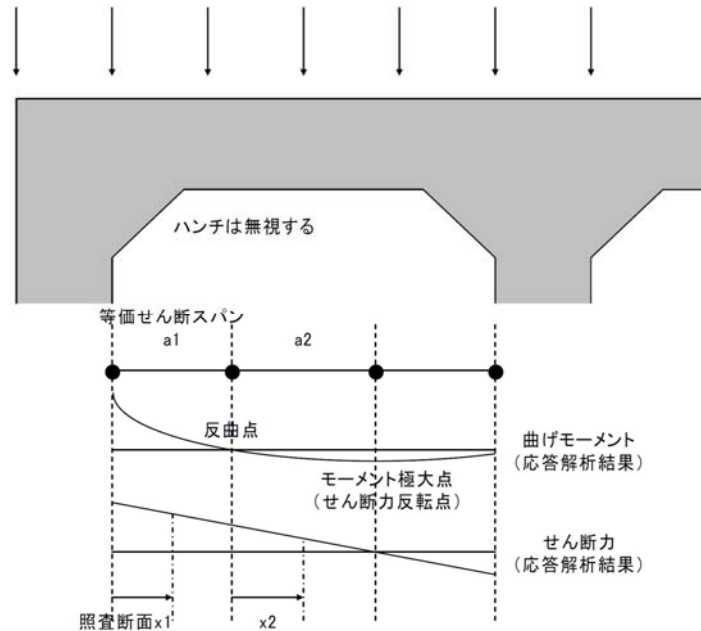 ハンチは無視する
等価せん断スパン
a1
a2
反曲点
曲げモーメント
（応答解析結果）
モーメント極大点
（せん断力反転点）
せん断力
（応答解析結果）
照査断面x1
x2